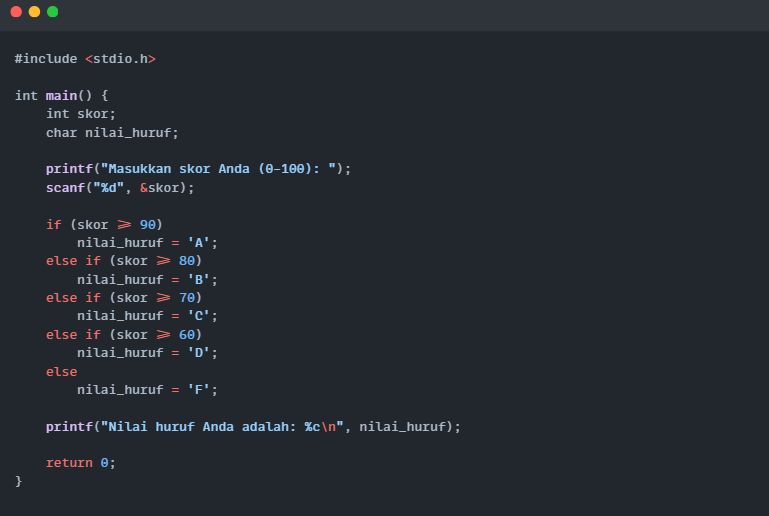 #include <stdio.h>

int main() {
    int skor;
    char nilai_huruf;

    printf("Masukkan skor Anda (0-100): ");
    scanf("%d", &skor);

    if (skor >= 90)
        nilai_huruf = 'A';
    else if (skor >= 80)
        nilai_huruf = 'B';
    else if (skor >= 70)
        nilai_huruf = 'C';
    else if (skor >= 60)
        nilai_huruf = 'D';
    else
        nilai_huruf = 'F';

    printf("Nilai huruf Anda adalah: %c\n", nilai_huruf);

    return 0;
}